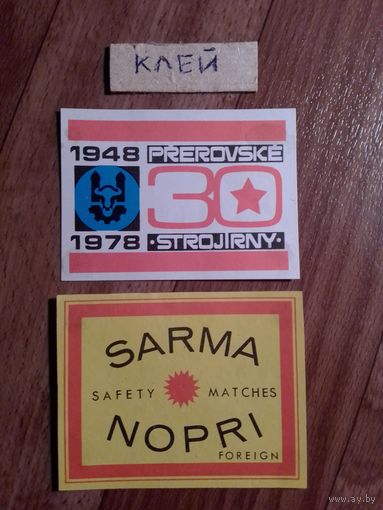 КЛЕЙ
1948 PŘEROVSKÉ
30
1978 ·STROJÍRNY·
SARMA
SAFETY MATCHES
NOPRI
FOREIGN
www.ay.by